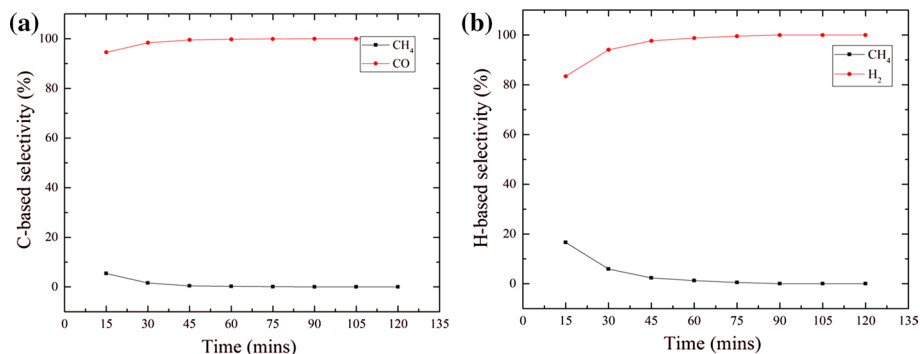 (a)
C-based selectivity (%)
100
80
60
40
20
0
CH₄
CO
0 15 30 45 60 75 90 105 120 135
Time (mins)
(b)
H-based selectivity (%)
100
80
60
40
20
0
CH₄
H₂
0 15 30 45 60 75 90 105 120 135
Time (mins)